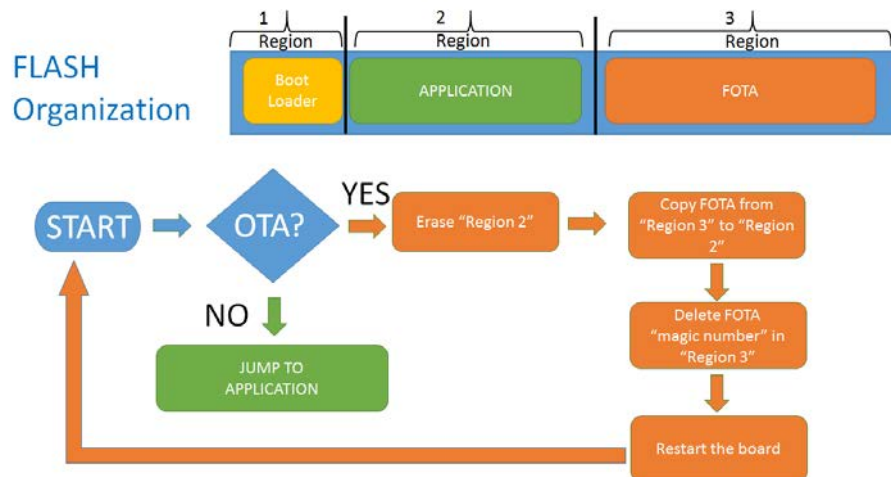 1 2 3
Region Region Region
FLASH
Organization
Boot
Loader
APPLICATION
FOTA
START
OTA?
YES
Erase “Region 2”
Copy FOTA from
“Region 3” to “Region
2”
NO
Delete FOTA
“magic number” in
“Region 3”
JUMP TO
APPLICATION
Restart the board